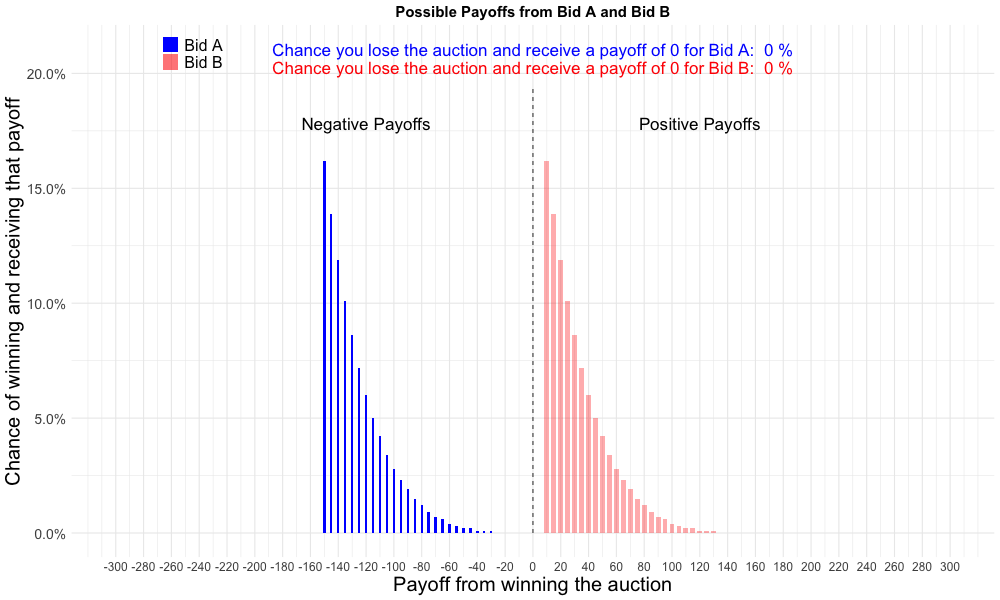 Possible Payoffs from Bid A and Bid B
Bid A
Bid B
Chance you lose the auction and receive a payoff of 0 for Bid A:  0 %
Chance you lose the auction and receive a payoff of 0 for Bid B:  0 %
Negative Payoffs
Positive Payoffs
Chance of winning and receiving that payoff
20.0%
15.0%
10.0%
5.0%
0.0%
-300 -280 -260 -240 -220 -200 -180 -160 -140 -120 -100 -80 -60 -40 -20 0 20 40 60 80 100 120 140 160 180 200 220 240 260 280 300
Payoff from winning the auction